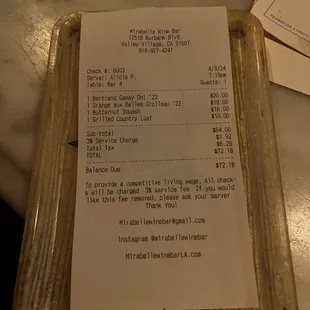 Mirabelle Wine Bar
12518 Burbank Blvd.
Valley Village, CA 91607
818-827-4241
Check #: 6003 4/9/24
Server: Alicia P. 7:19pm
Table: Bar 4 Guests: 1
1 Bertrand Gamay Oh! '22 $20.00
1 Grange aux Belles Grolleau '22 $18.00
1 Butternut Squash $16.00
1 Grilled Country Loaf $10.00
Sub-total $64.00
3% Service Charge $1.92
Total Tax $6.26
TOTAL $72.18
Balance Due $72.18
To provide a competitive living wage, All check-
s will be charged 3% service fee If you would
like this fee removed, please ask your server
Thank You!
Mirabellewinebar@gmail.com
instagram @mirabellewinebar
MirabellewinebarLA.com